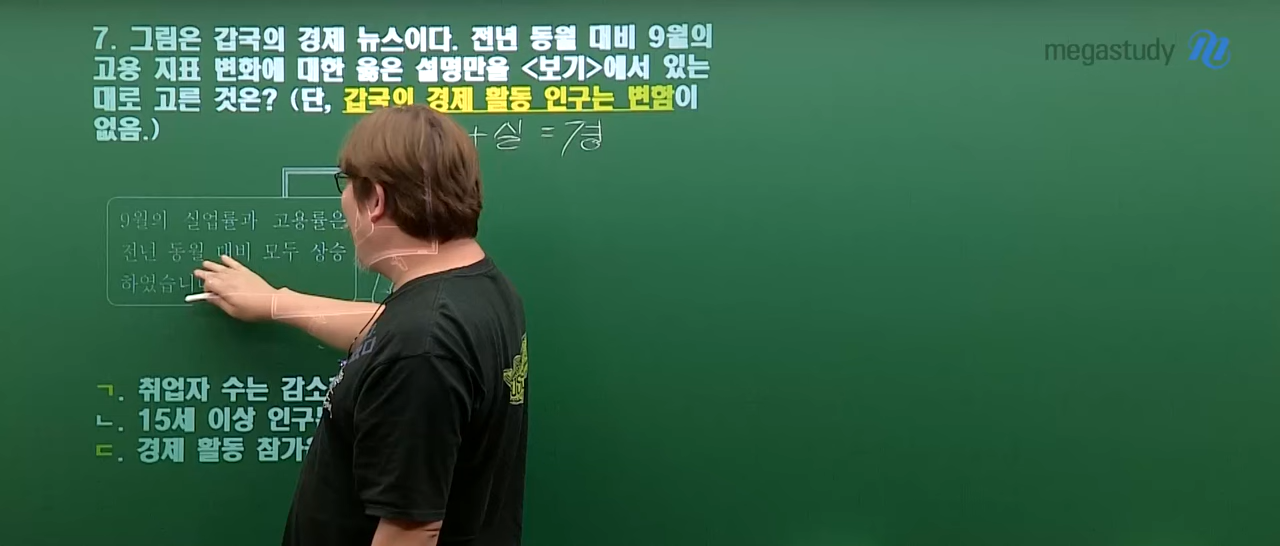 7. 그림은 갑국의 경제 뉴스이다. 전년 동월 대비 9월의
고용 지표 변화에 대한 옳은 설명만을 <보기>에서 있는
대로 고른 것은? (단, 갑국의 경제 활동 인구는 변함이
없음.)
+실 = 경
9월의 실업률과 고용률은
전년 동월 대비 모두 상승
하였습니
ㄱ. 취업자 수는 감소
ㄴ. 15세 이상 인구
ㄷ. 경제 활동 참가
megastudy